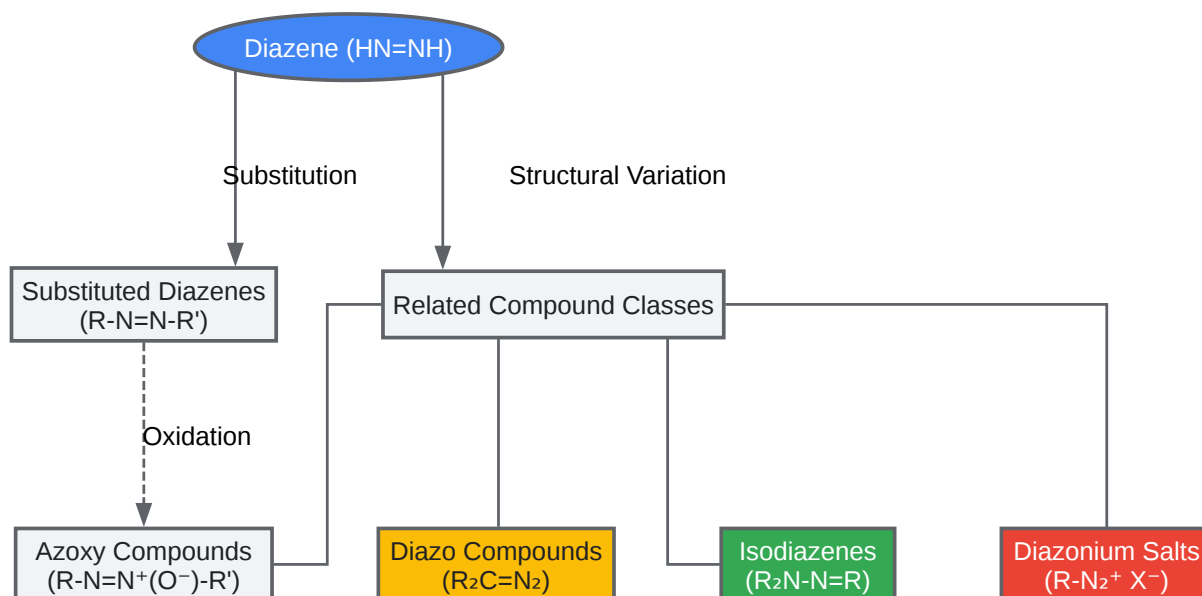 Diazene (HN=NH)
Substitution
Structural Variation
Substituted Diazenes
(R-N=N-R')
Related Compound Classes
Oxidation
Azoxy Compounds
(R-N=N⁺(O⁻)-R')
Diazo Compounds
(R₂C=N₂)
Isodiazenes
(R₂N-N=R)
Diazonium Salts
(R-N₂⁺ X⁻)